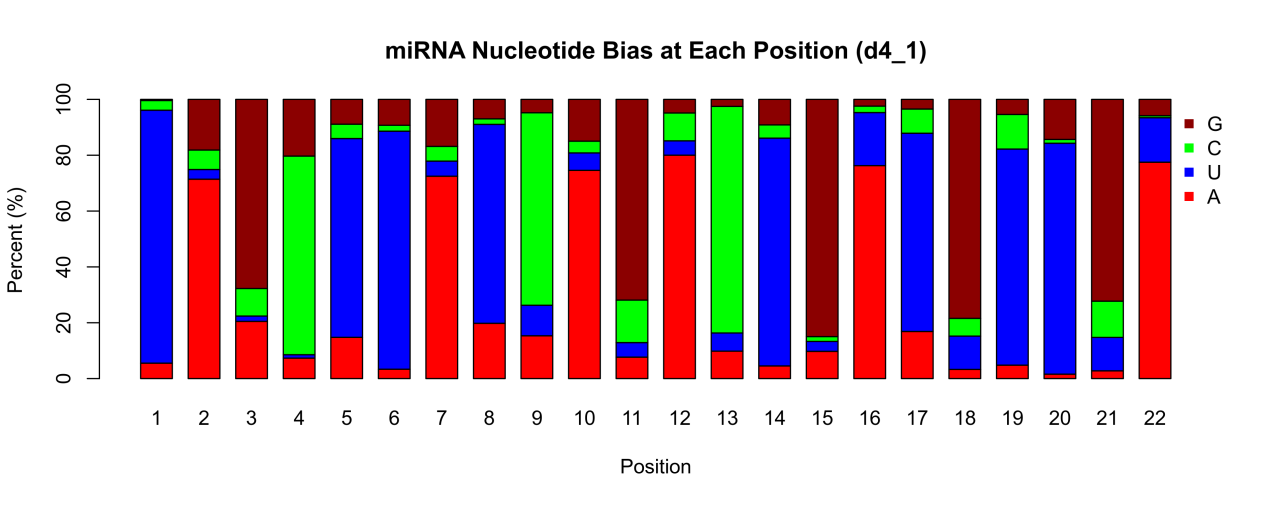 miRNA Nucleotide Bias at Each Position (d4_1)
Percent (%)
100
80
60
40
20
0
G
C
U
A
1 2 3 4 5 6 7 8 9 10 11 12 13 14 15 16 17 18 19 20 21 22
Position